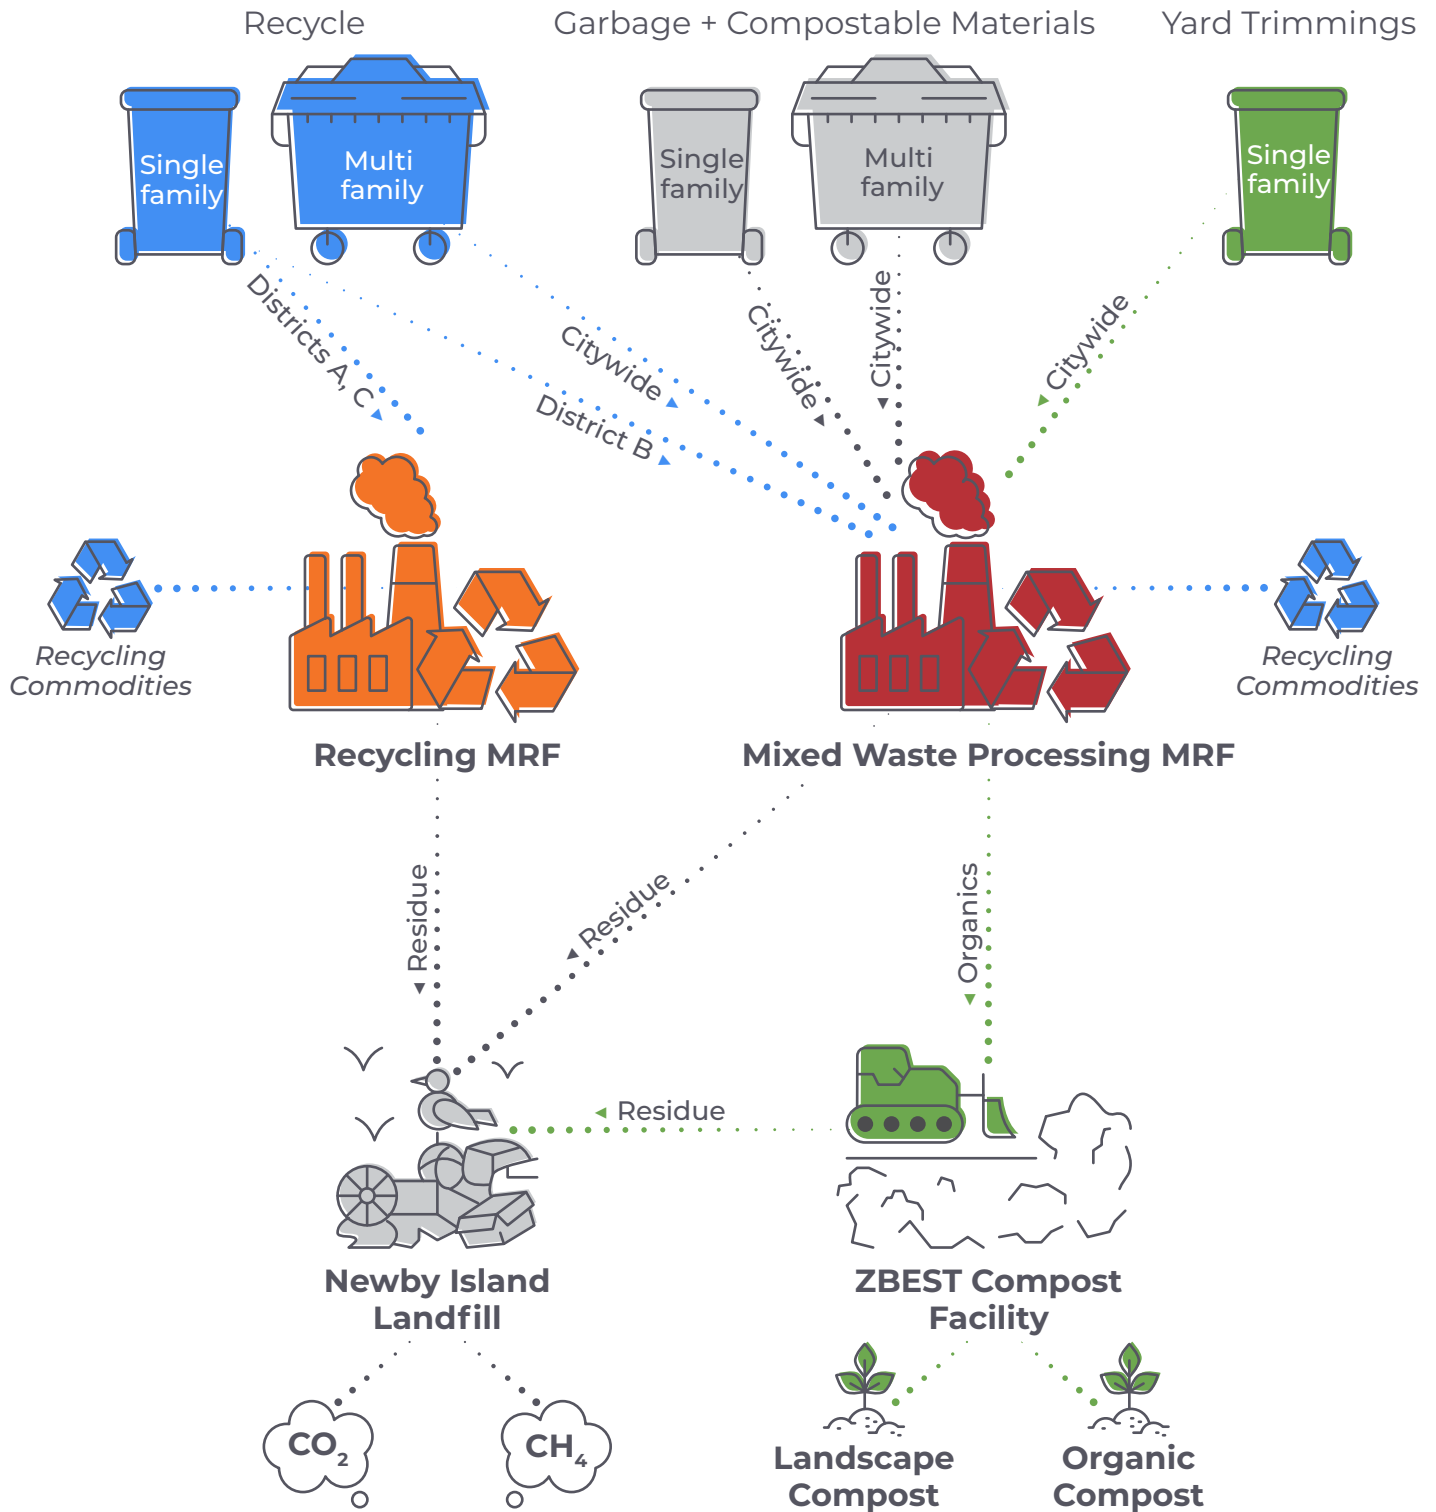 Recycle
Garbage + Compostable Materials
Yard Trimmings
Single
family
Multi
family
Single
family
Multi
family
Single
family
Districts A, C
Citywide
District B
Citywide
Citywide
Citywide
Recycling
Commodities
Recycling
Commodities
Recycling MRF
Mixed Waste Processing MRF
Residue
Residue
Organics
Residue
Newby Island
Landfill
ZBEST Compost
Facility
CO₂
CH₄
Landscape
Compost
Organic
Compost